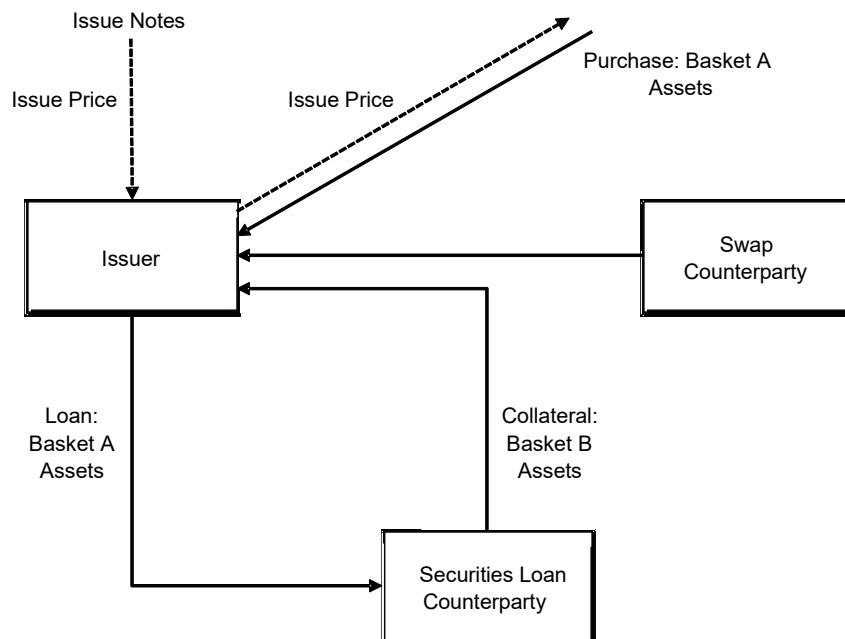 Issue Notes
Issue Price
Issue Price
Purchase: Basket A
Assets
Issuer
Swap
Counterparty
Loan:
Basket A
Assets
Collateral:
Basket B
Assets
Securities Loan
Counterparty